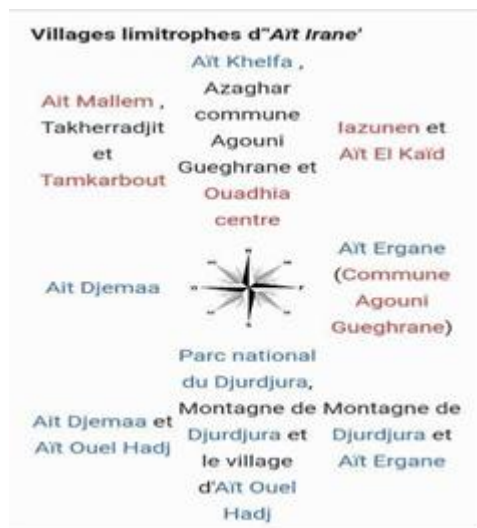 Villages limitrophes d"Aït Irane'
Aït Mallem ,
Takherradjit
et
Tamkarbout
Aït Khelfa ,
Azaghar
commune
Agouni
Gueghrane et
Ouadhia
centre
Iazunen et
Aït El Kaïd
Ait Djemaa
Aït Ergane
(Commune
Agouni
Gueghrane)
Ait Djemaa et
Aït Ouel Hadj
Parc national
du Djurdjura,
Montagne de
Djurdjura et
le village
d'Aït Ouel
Hadj
Montagne de
Djurdjura et
Aït Ergane